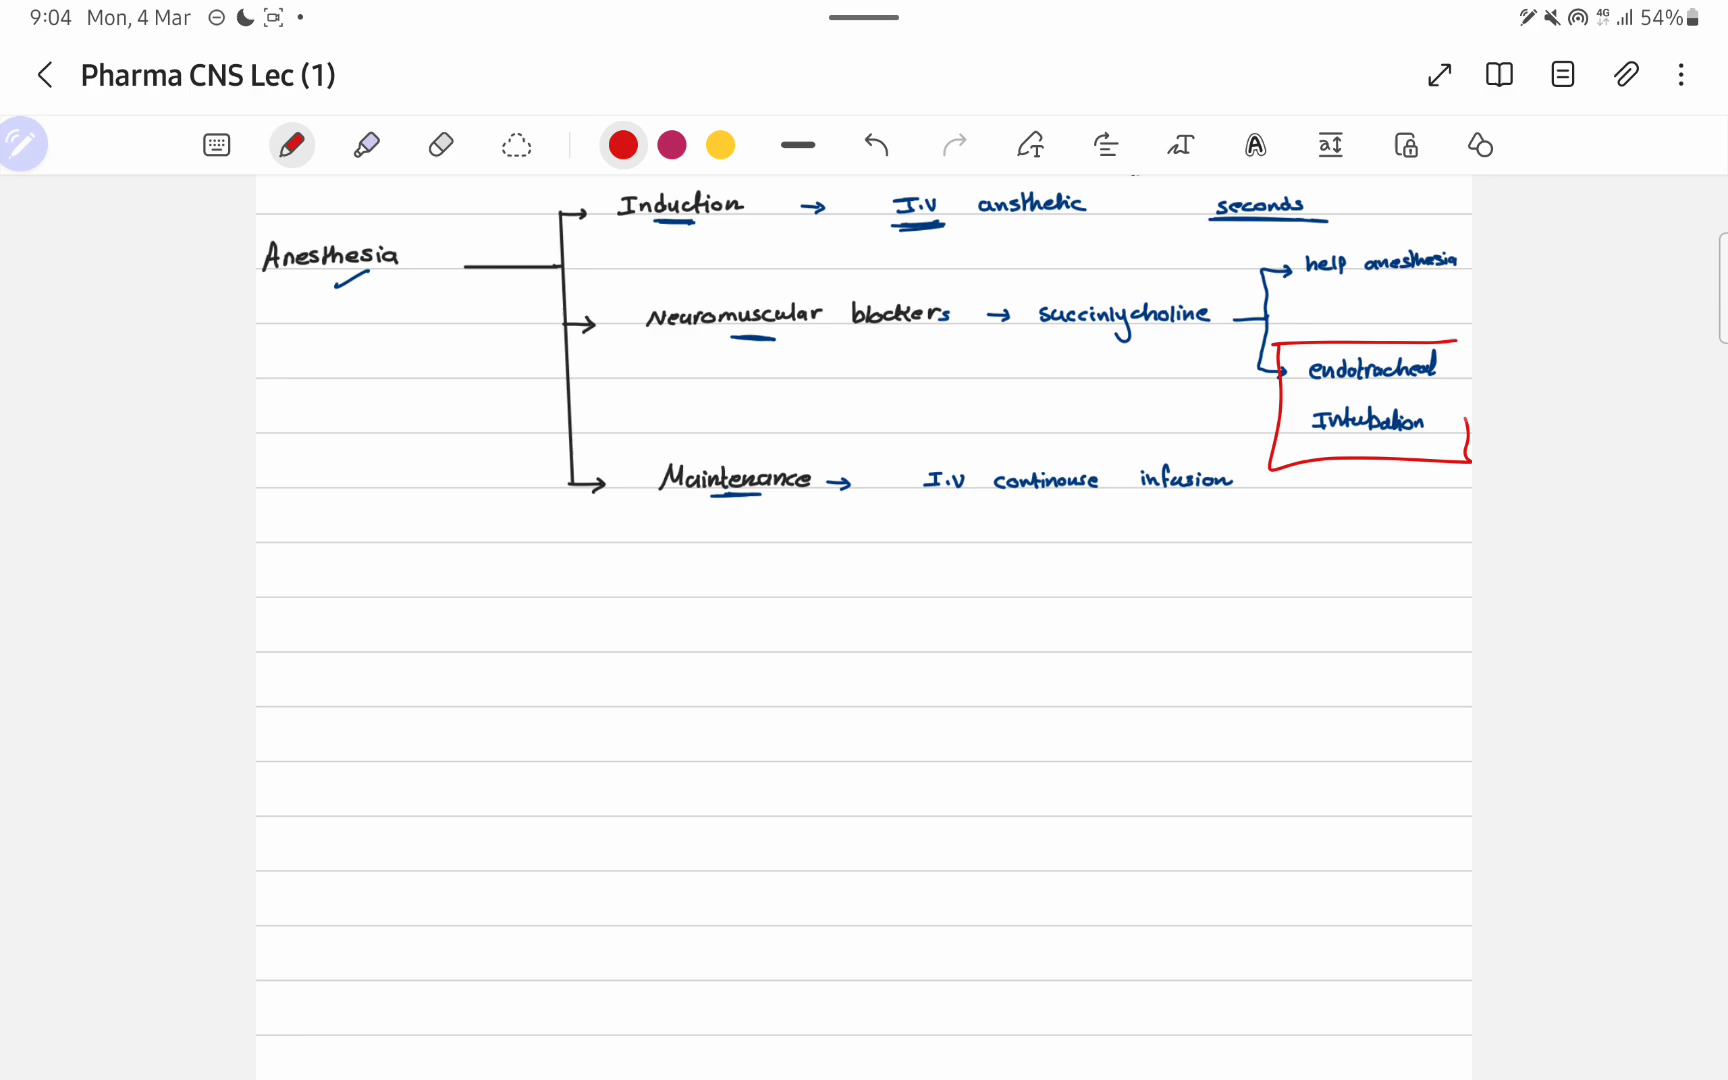 9:04 Mon, 4 Mar 4G 54%
Pharma CNS Lec (1)
Induction → I.V ansthetic seconds
Anesthesia
help anesthesia
Neuromuscular blockers → succinlycholine
endotracheal
Intubation
Maintenance → I.V continouse infusion